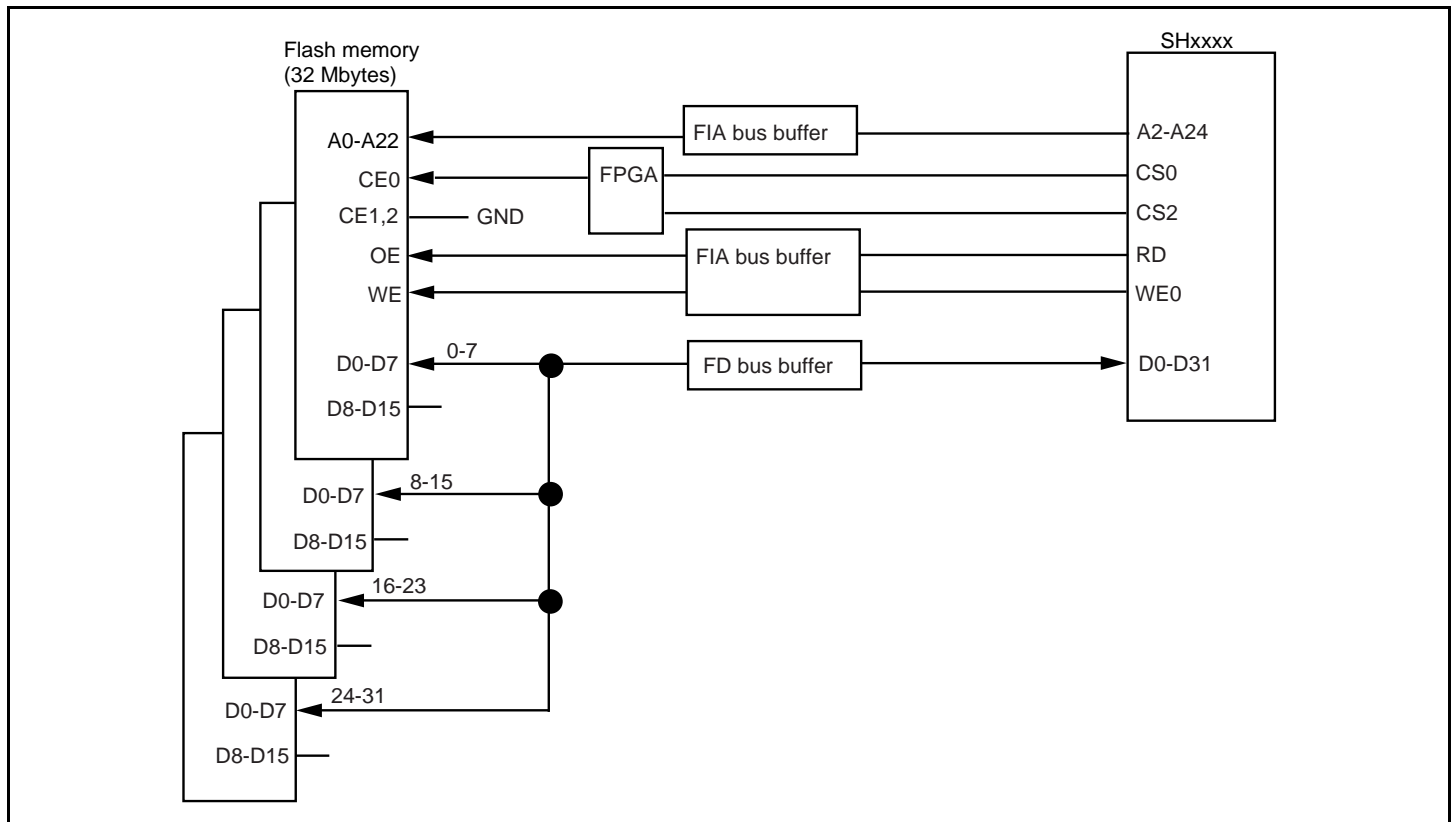 Flash memory
(32 Mbytes)
SHxxxx
A0-A22
FIA bus buffer
A2-A24
CE0
FPGA
CS0
CE1,2
GND
CS2
OE
FIA bus buffer
RD
WE
WE0
D0-D7
0-7
FD bus buffer
D0-D31
D8-D15
D0-D7
8-15
D8-D15
D0-D7
16-23
D8-D15
D0-D7
24-31
D8-D15